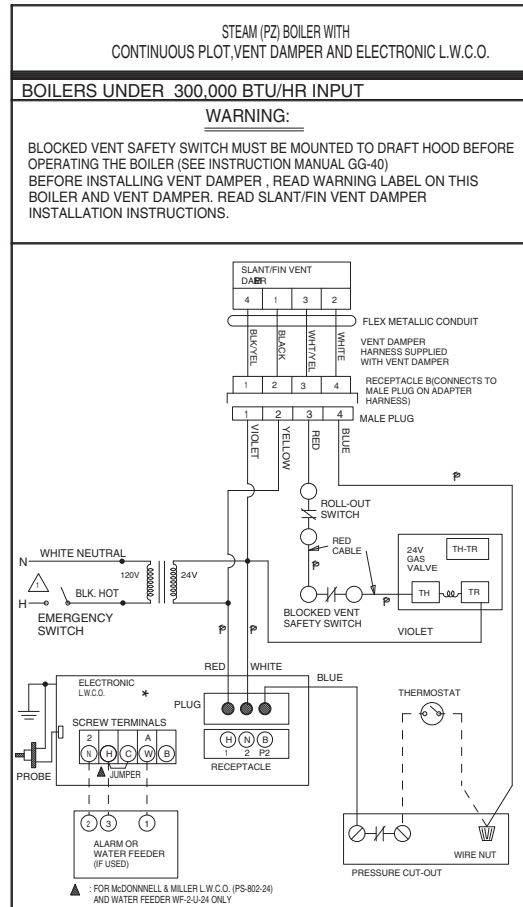 STEAM (PZ) BOILER WITH
CONTINUOUS PLOT,VENT DAMPER AND ELECTRONIC L.W.C.O.
BOILERS UNDER 300,000 BTU/HR INPUT
WARNING:
BLOCKED VENT SAFETY SWITCH MUST BE MOUNTED TO DRAFT HOOD BEFORE
OPERATING THE BOILER (SEE INSTRUCTION MANUAL GG-40)
BEFORE INSTALLING VENT DAMPER , READ WARNING LABEL ON THIS
BOILER AND VENT DAMPER. READ SLANT/FIN VENT DAMPER
INSTALLATION INSTRUCTIONS.
SLANT/FIN VENT
4 1 3 2
FLEX METALLIC CONDUIT
BLK/YEL
BLACK
WHT/YEL
WHITE
VENT DAMPER
HARNESS SUPPLIED
WITH VENT DAMPER
1 2 3 4
RECEPTACLE B(CONNECTS TO
MALE PLUG ON ADAPTER
HARNESS)
1 2 3 4
MALE PLUG
VIOLET
YELLOW
RED
BLUE
ROLL-OUT
SWITCH
RED
CABLE
24V
GAS
VALVE
TH-TR
TH
TR
BLOCKED VENT
SAFETY SWITCH
VIOLET
N
WHITE NEUTRAL
120V
24V
1
H
BLK. HOT
EMERGENCY
SWITCH
RED
WHITE
BLUE
ELECTRONIC
L.W.C.O.
*
PLUG
SCREW TERMINALS
2 A
N H C W B
JUMPER
H N B
1 2 P2
RECEPTACLE
PROBE
THERMOSTAT
2 3 1
ALARM OR
WATER FEEDER
(IF USED)
WIRE NUT
PRESSURE CUT-OUT
: FOR McDONNNELL & MILLER L.W.C.O. (PS-802-24)
AND WATER FEEDER WF-2-U-24 ONLY